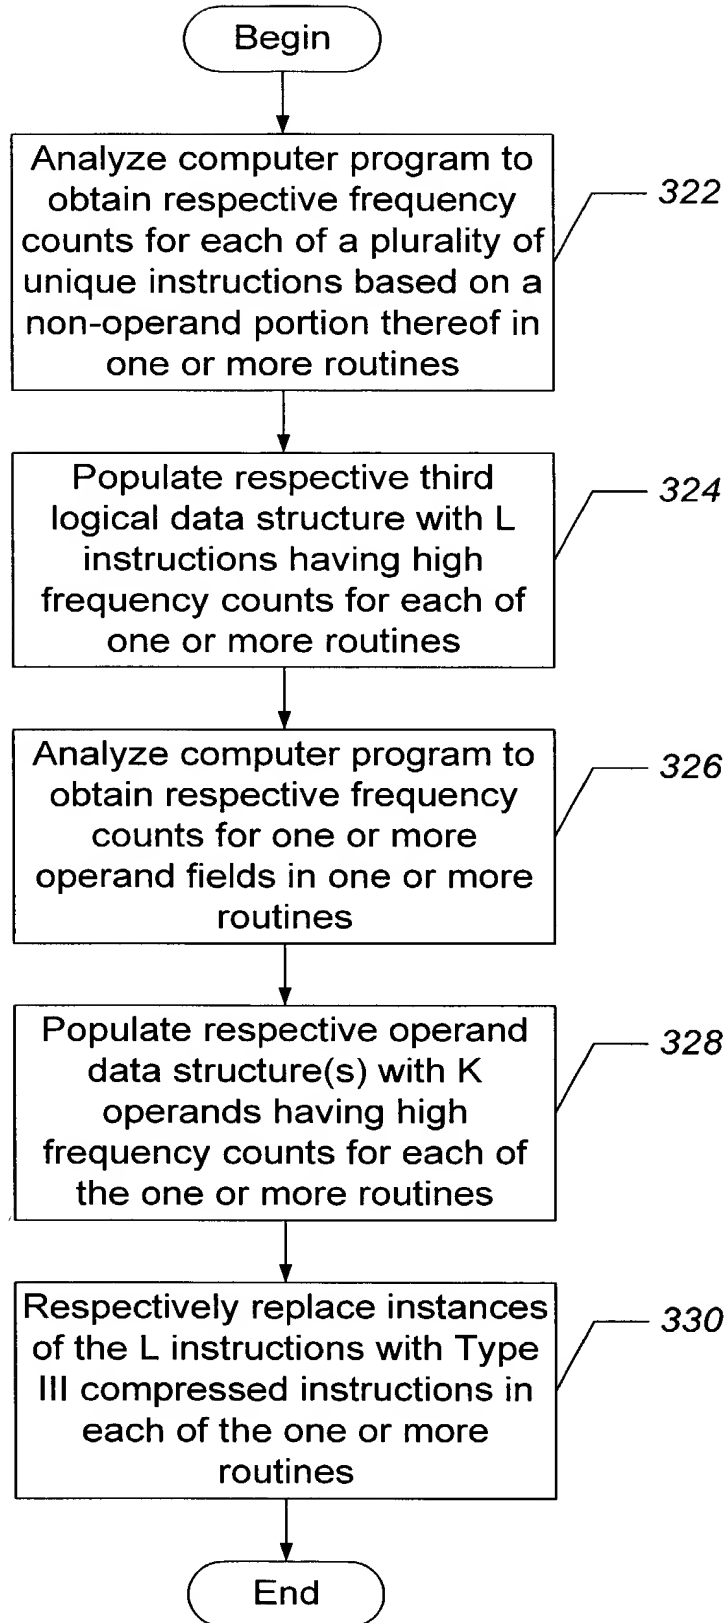 Begin
Analyze computer program to
obtain respective frequency
counts for each of a plurality of
unique instructions based on a
non-operand portion thereof in
one or more routines
322
Populate respective third
logical data structure with L
instructions having high
frequency counts for each of
one or more routines
324
Analyze computer program to
obtain respective frequency
counts for one or more
operand fields in one or more
routines
326
Populate respective operand
data structure(s) with K
operands having high
frequency counts for each of
the one or more routines
328
Respectively replace instances
of the L instructions with Type
III compressed instructions in
each of the one or more
routines
330
End